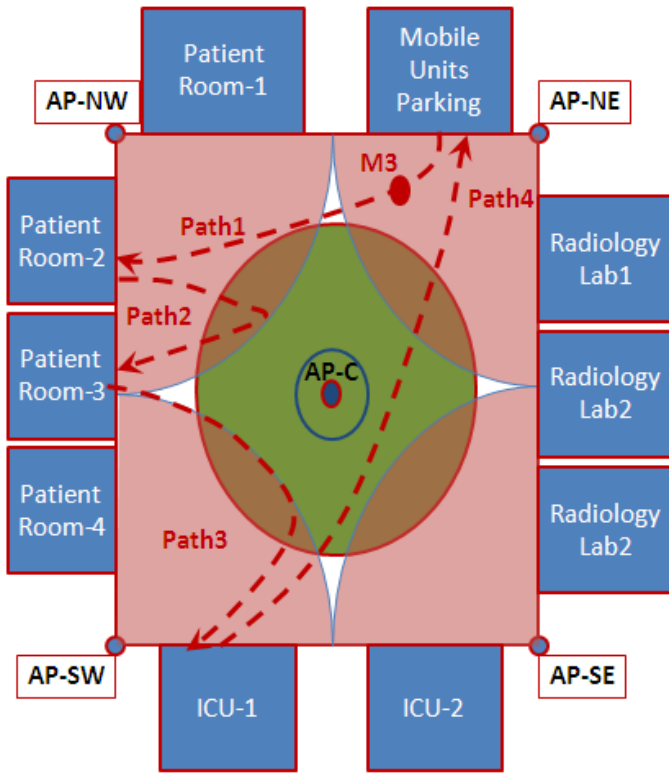 Patient
Room-1
Mobile
Units
Parking
AP-NW
AP-NE
M3
Path4
Path1
Patient
Room-2
Radiology
Lab1
Path2
Patient
Room-3
AP-C
Radiology
Lab2
Patient
Room-4
Radiology
Lab2
Path3
AP-SW
AP-SE
ICU-1
ICU-2